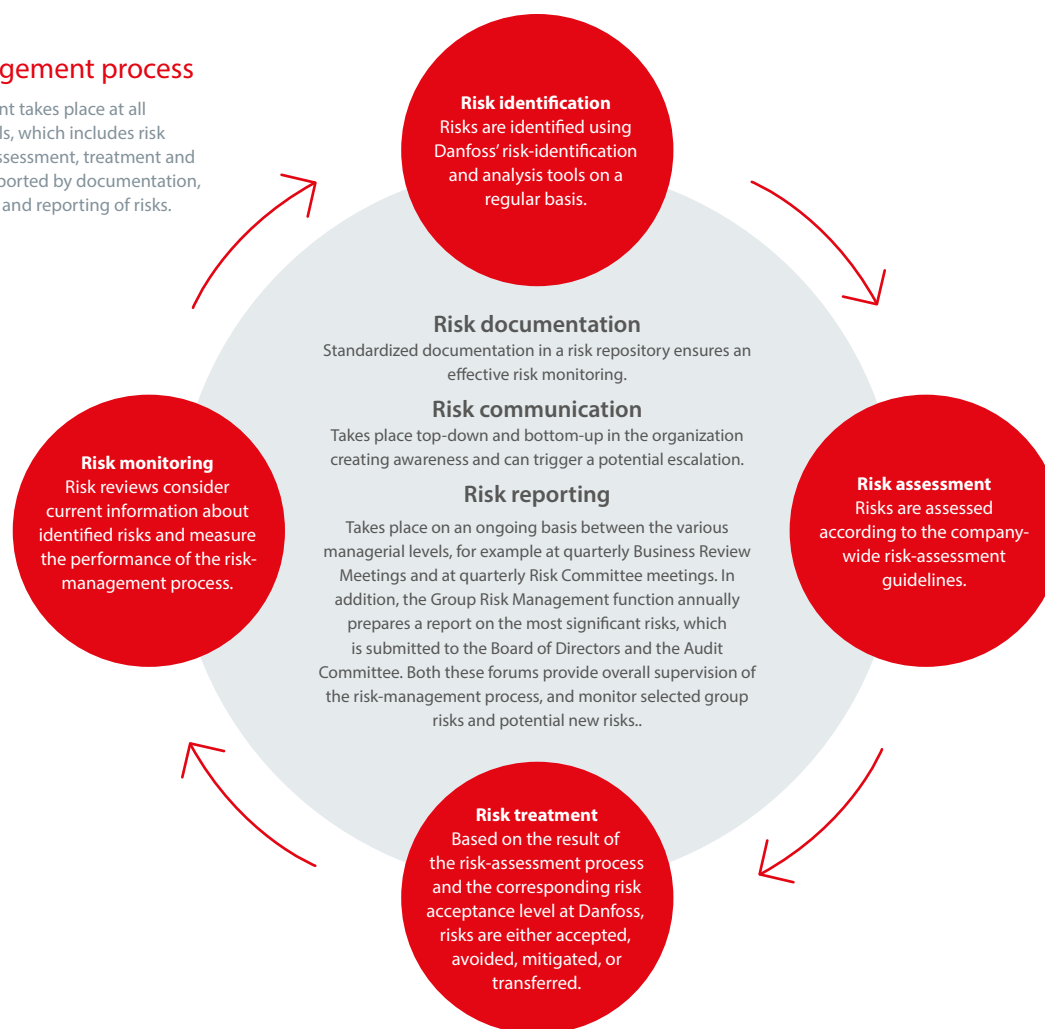 gement process
nt takes place at all
ls, which includes risk
ssessment, treatment and
ported by documentation,
and reporting of risks.
Risk identification
Risks are identified using
Danfoss’ risk-identification
and analysis tools on a
regular basis.
Risk documentation
Standardized documentation in a risk repository ensures an
effective risk monitoring.
Risk communication
Takes place top-down and bottom-up in the organization
creating awareness and can trigger a potential escalation.
Risk reporting
Takes place on an ongoing basis between the various
managerial levels, for example at quarterly Business Review
Meetings and at quarterly Risk Committee meetings. In
addition, the Group Risk Management function annually
prepares a report on the most significant risks, which
is submitted to the Board of Directors and the Audit
Committee. Both these forums provide overall supervision of
the risk-management process, and monitor selected group
risks and potential new risks..
Risk monitoring
Risk reviews consider
current information about
identified risks and measure
the performance of the risk-
management process.
Risk assessment
Risks are assessed
according to the company-
wide risk-assessment
guidelines.
Risk treatment
Based on the result of
the risk-assessment process
and the corresponding risk
acceptance level at Danfoss,
risks are either accepted,
avoided, mitigated, or
transferred.